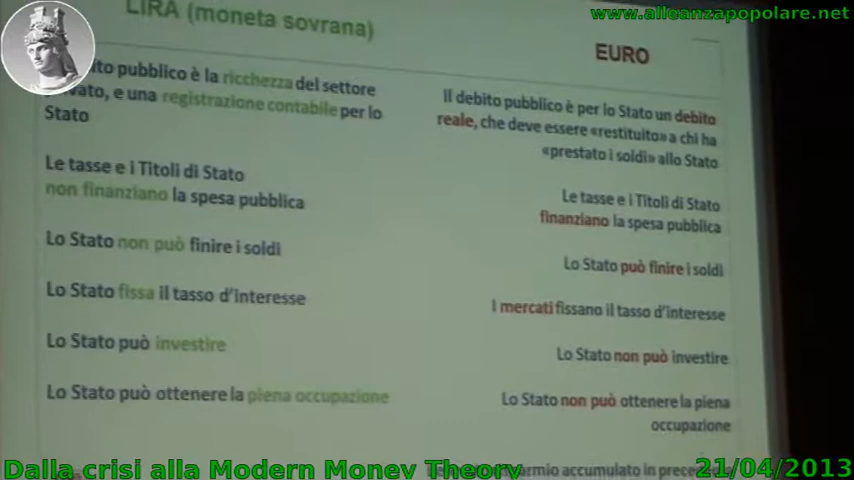 www.alleanzapopolare.net
LIRA (moneta sovrana)
pubblico è la ricchezza del settore
e una registrazione contabile per lo
Stato
Le tasse e i Titoli di Stato
non finanziano la spesa pubblica
Lo Stato non può finire i soldi
Lo Stato fissa il tasso d'interesse
Lo Stato può investire
Lo Stato può ottenere la piena occupazione
EURO
Il debito pubblico è per lo Stato un debito
reale, che deve essere «restituito» a chi ha
«prestato i soldi» allo Stato
Le tasse e i Titoli di Stato
finanziano la spesa pubblica
Lo Stato può finire i soldi
I mercati fissano il tasso d'interesse
Lo Stato non può investire
Lo Stato non può ottenere la piena
occupazione
accumulato in
Dalla crisi alla Modern Money Theory
21/04/2013